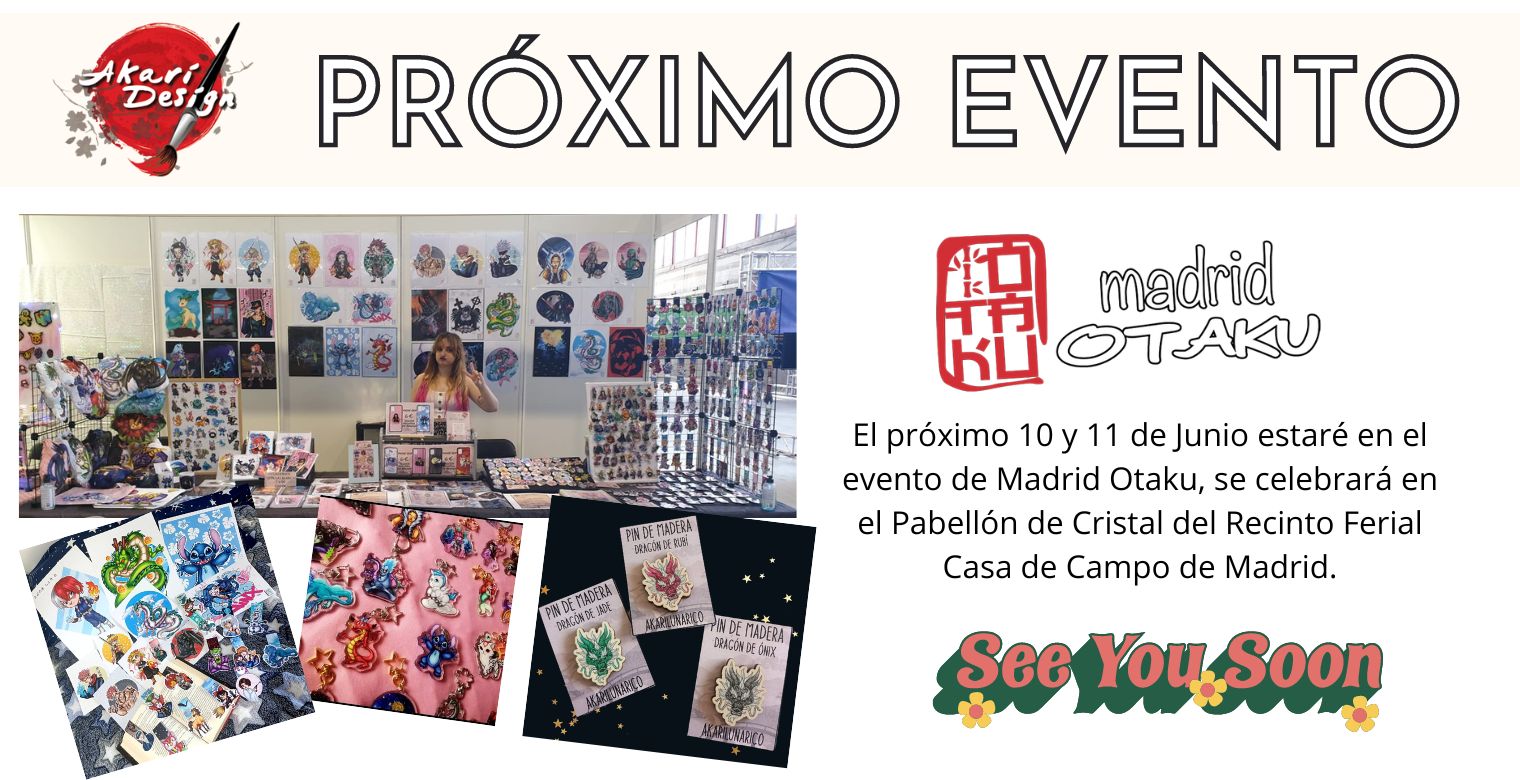 Akari
Design
PRÓXIMO EVENTO
OTAKU
madrid
OTAKU
El próximo 10 y 11 de Junio estaré en el
evento de Madrid Otaku, se celebrará en
el Pabellón de Cristal del Recinto Ferial
Casa de Campo de Madrid.
See You Soon
PIN DE MADERA
DRAGÓN DE RUBÍ
AKARILUNARICO
PIN DE MADERA
DRAGÓN DE JADE
AKARILUNARICO
PIN DE MADERA
DRAGÓN DE ÓNIX
AKARILUNARICO